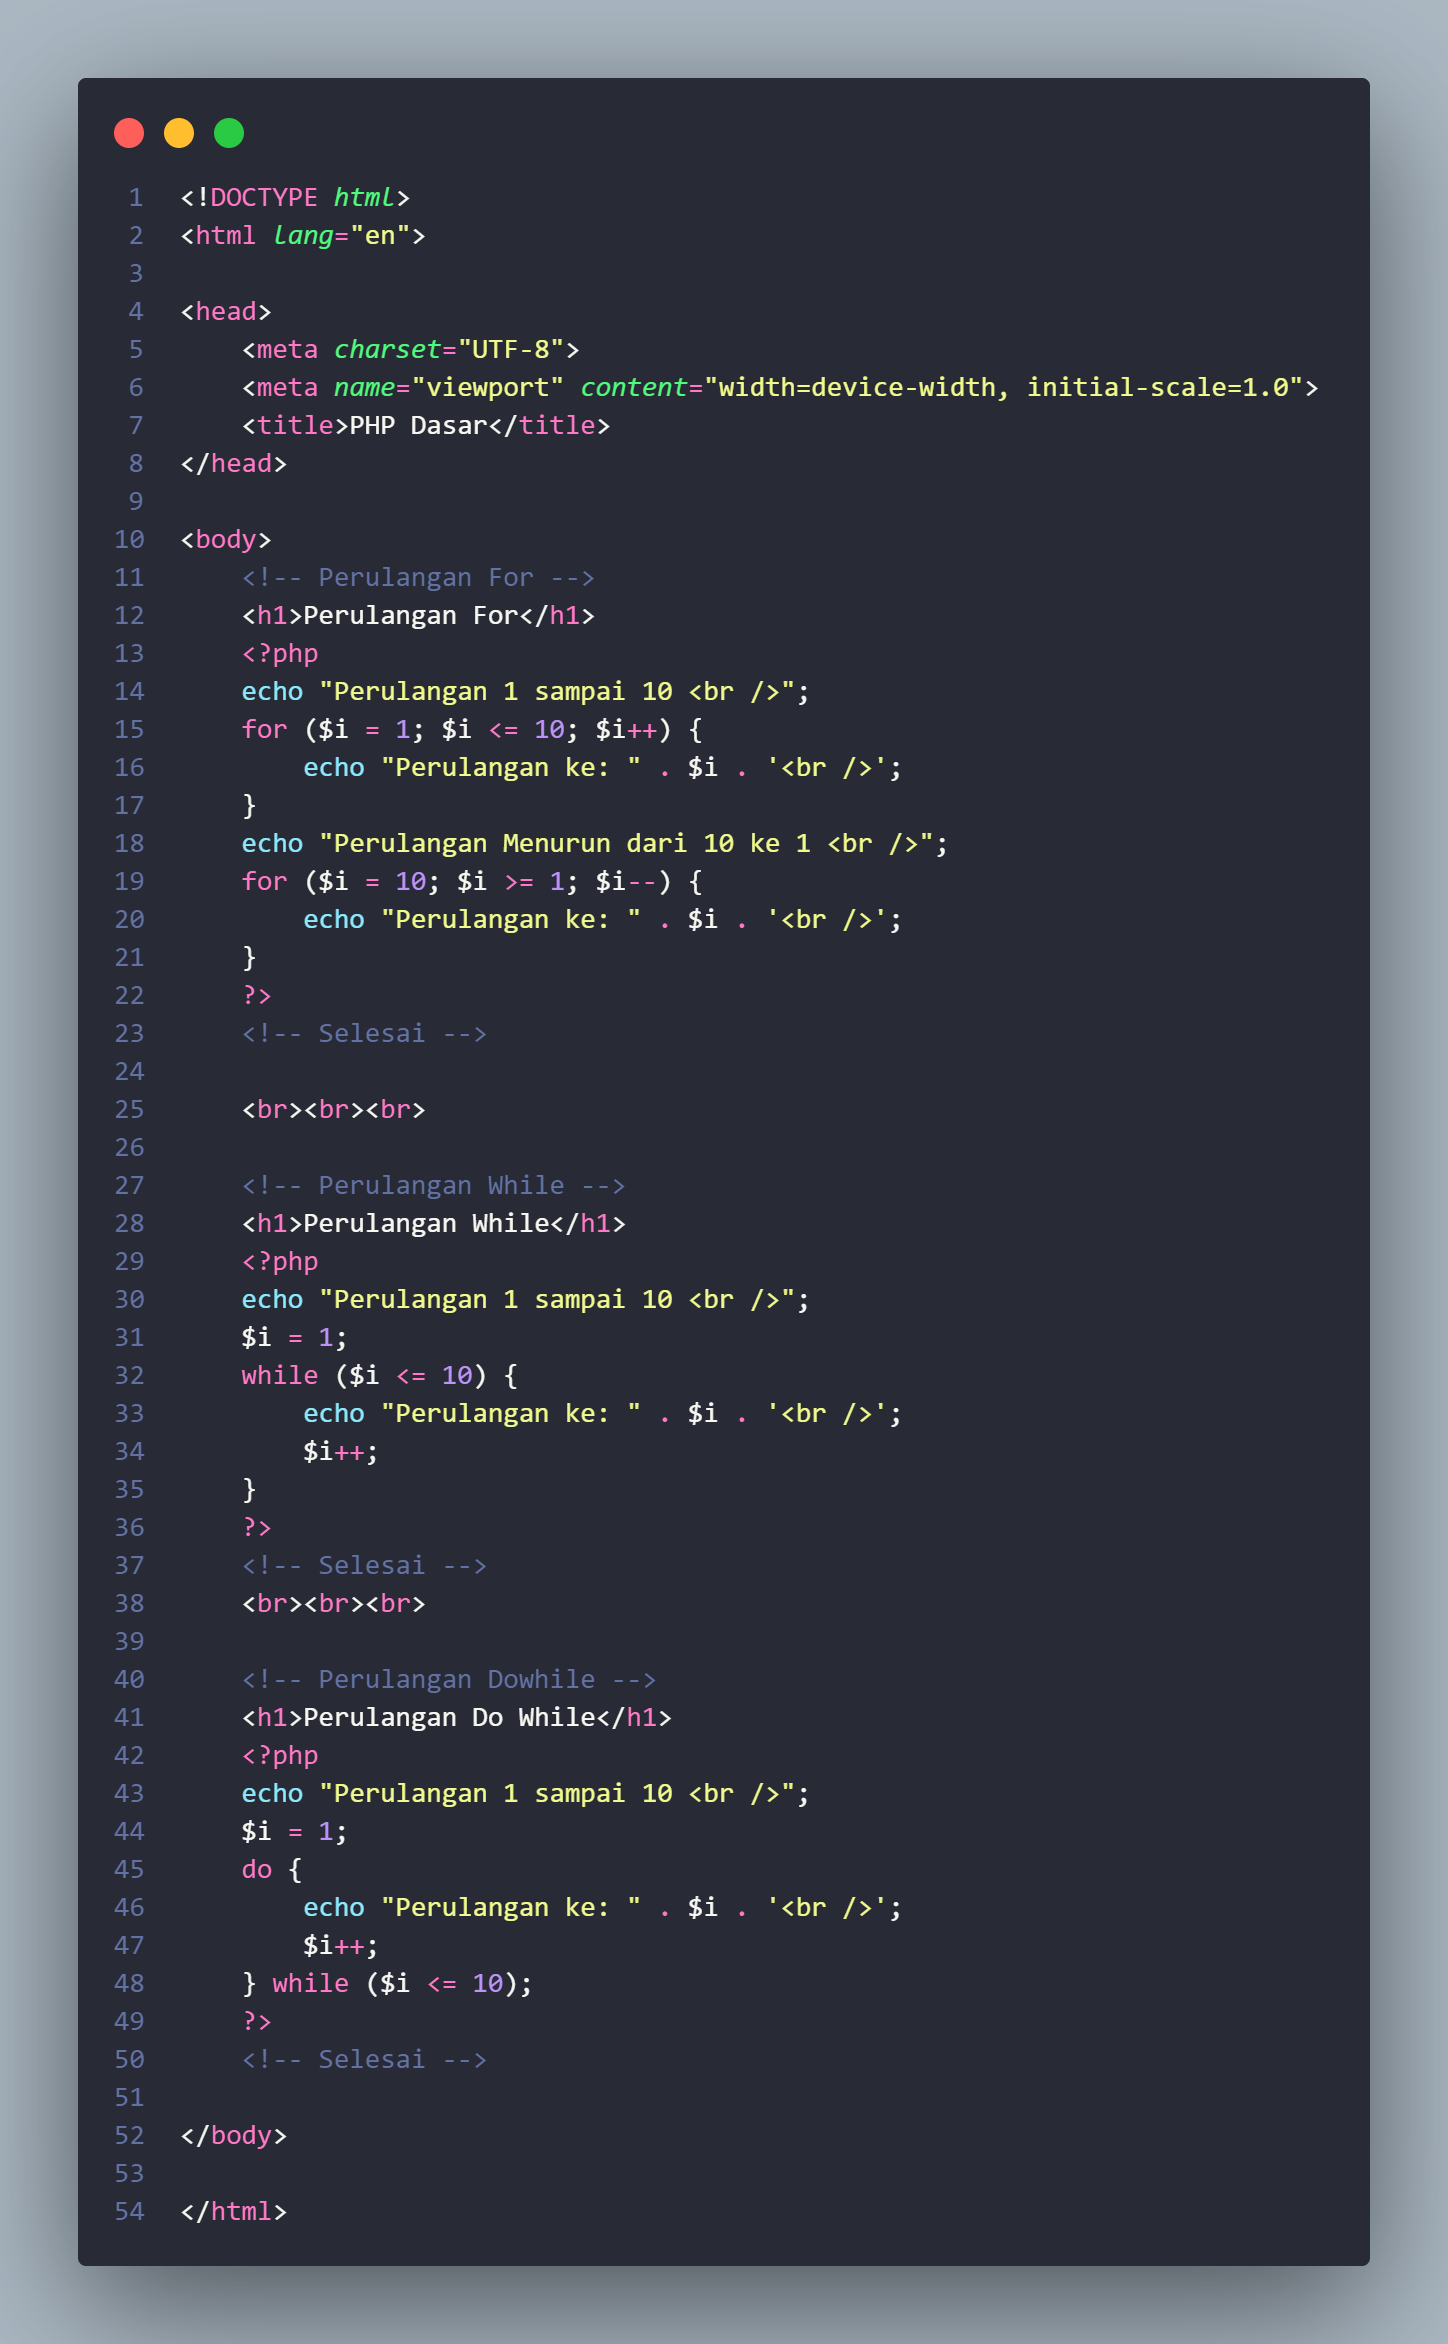 1 <!DOCTYPE html>
2 <html lang="en">
3
4 <head>
5     <meta charset="UTF-8">
6     <meta name="viewport" content="width=device-width, initial-scale=1.0">
7     <title>PHP Dasar</title>
8 </head>
9
10 <body>
11     <!-- Perulangan For -->
12     <h1>Perulangan For</h1>
13     <?php
14     echo "Perulangan 1 sampai 10 <br />";
15     for ($i = 1; $i <= 10; $i++) {
16         echo "Perulangan ke: " . $i . '<br />';
17     }
18     echo "Perulangan Menurun dari 10 ke 1 <br />";
19     for ($i = 10; $i >= 1; $i--) {
20         echo "Perulangan ke: " . $i . '<br />';
21     }
22     ?>
23     <!-- Selesai -->
24
25     <br><br><br>
26
27     <!-- Perulangan While -->
28     <h1>Perulangan While</h1>
29     <?php
30     echo "Perulangan 1 sampai 10 <br />";
31     $i = 1;
32     while ($i <= 10) {
33         echo "Perulangan ke: " . $i . '<br />';
34         $i++;
35     }
36     ?>
37     <!-- Selesai -->
38     <br><br><br>
39
40     <!-- Perulangan Dowhile -->
41     <h1>Perulangan Do While</h1>
42     <?php
43     echo "Perulangan 1 sampai 10 <br />";
44     $i = 1;
45     do {
46         echo "Perulangan ke: " . $i . '<br />';
47         $i++;
48     } while ($i <= 10);
49     ?>
50     <!-- Selesai -->
51
52 </body>
53
54 </html>